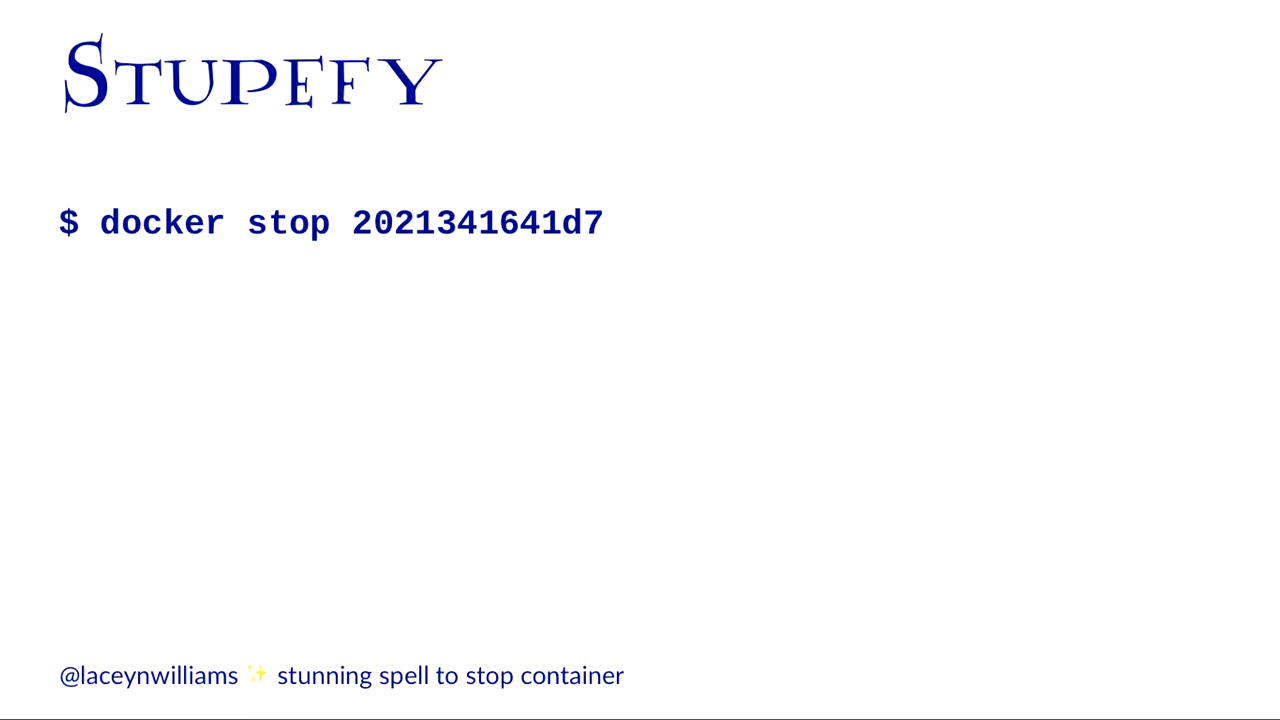 Stupefy
$ docker stop 2021341641d7
@laceynwilliams ✨ stunning spell to stop container